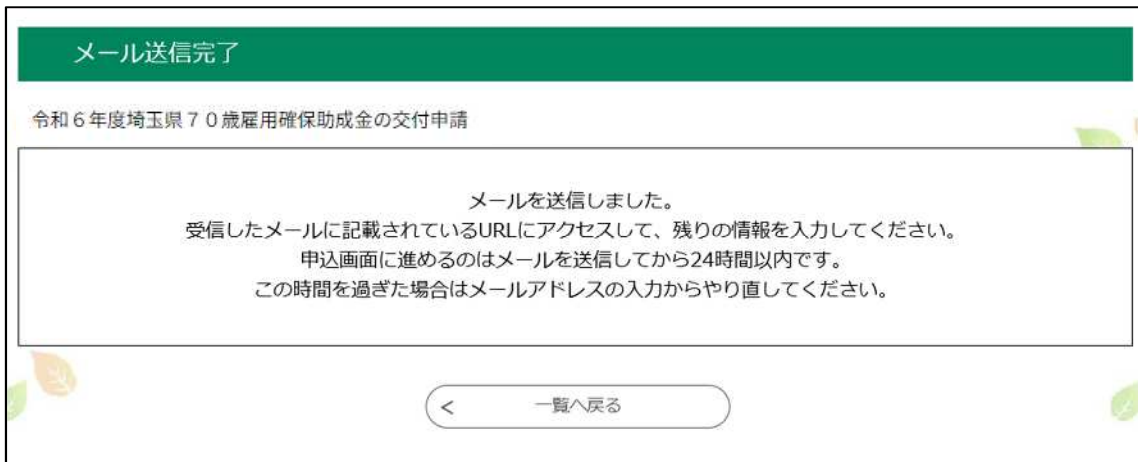 メール送信完了
令和６年度埼玉県７０歳雇用確保助成金の交付申請
メールを送信しました。
受信したメールに記載されているURLにアクセスして、残りの情報を入力してください。
申込画面に進めるのはメールを送信してから24時間以内です。
この時間を過ぎた場合はメールアドレスの入力からやり直してください。
< 一覧へ戻る